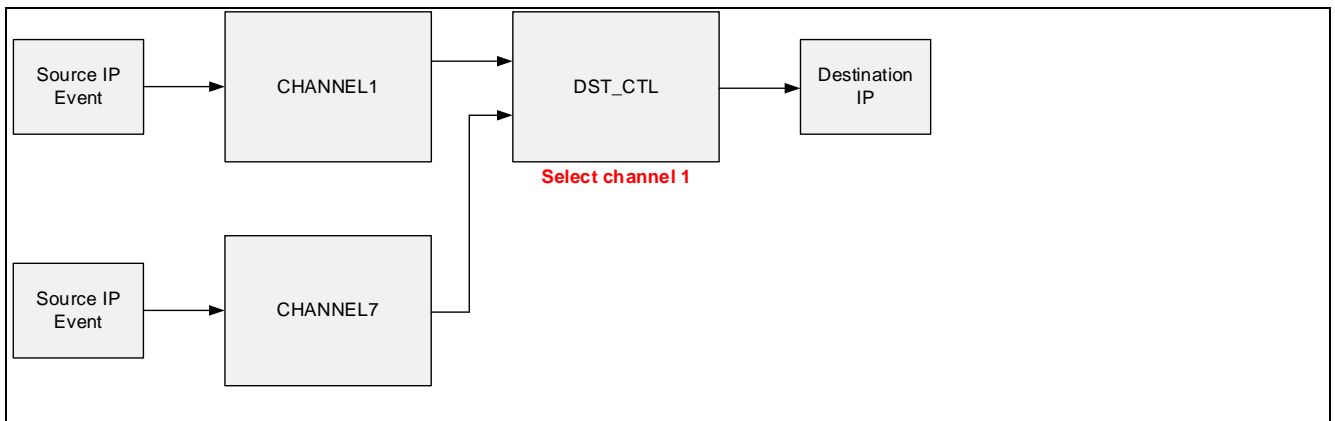 Source IP
Event
CHANNEL1
DST_CTL
Destination
IP
Select channel 1
Source IP
Event
CHANNEL7